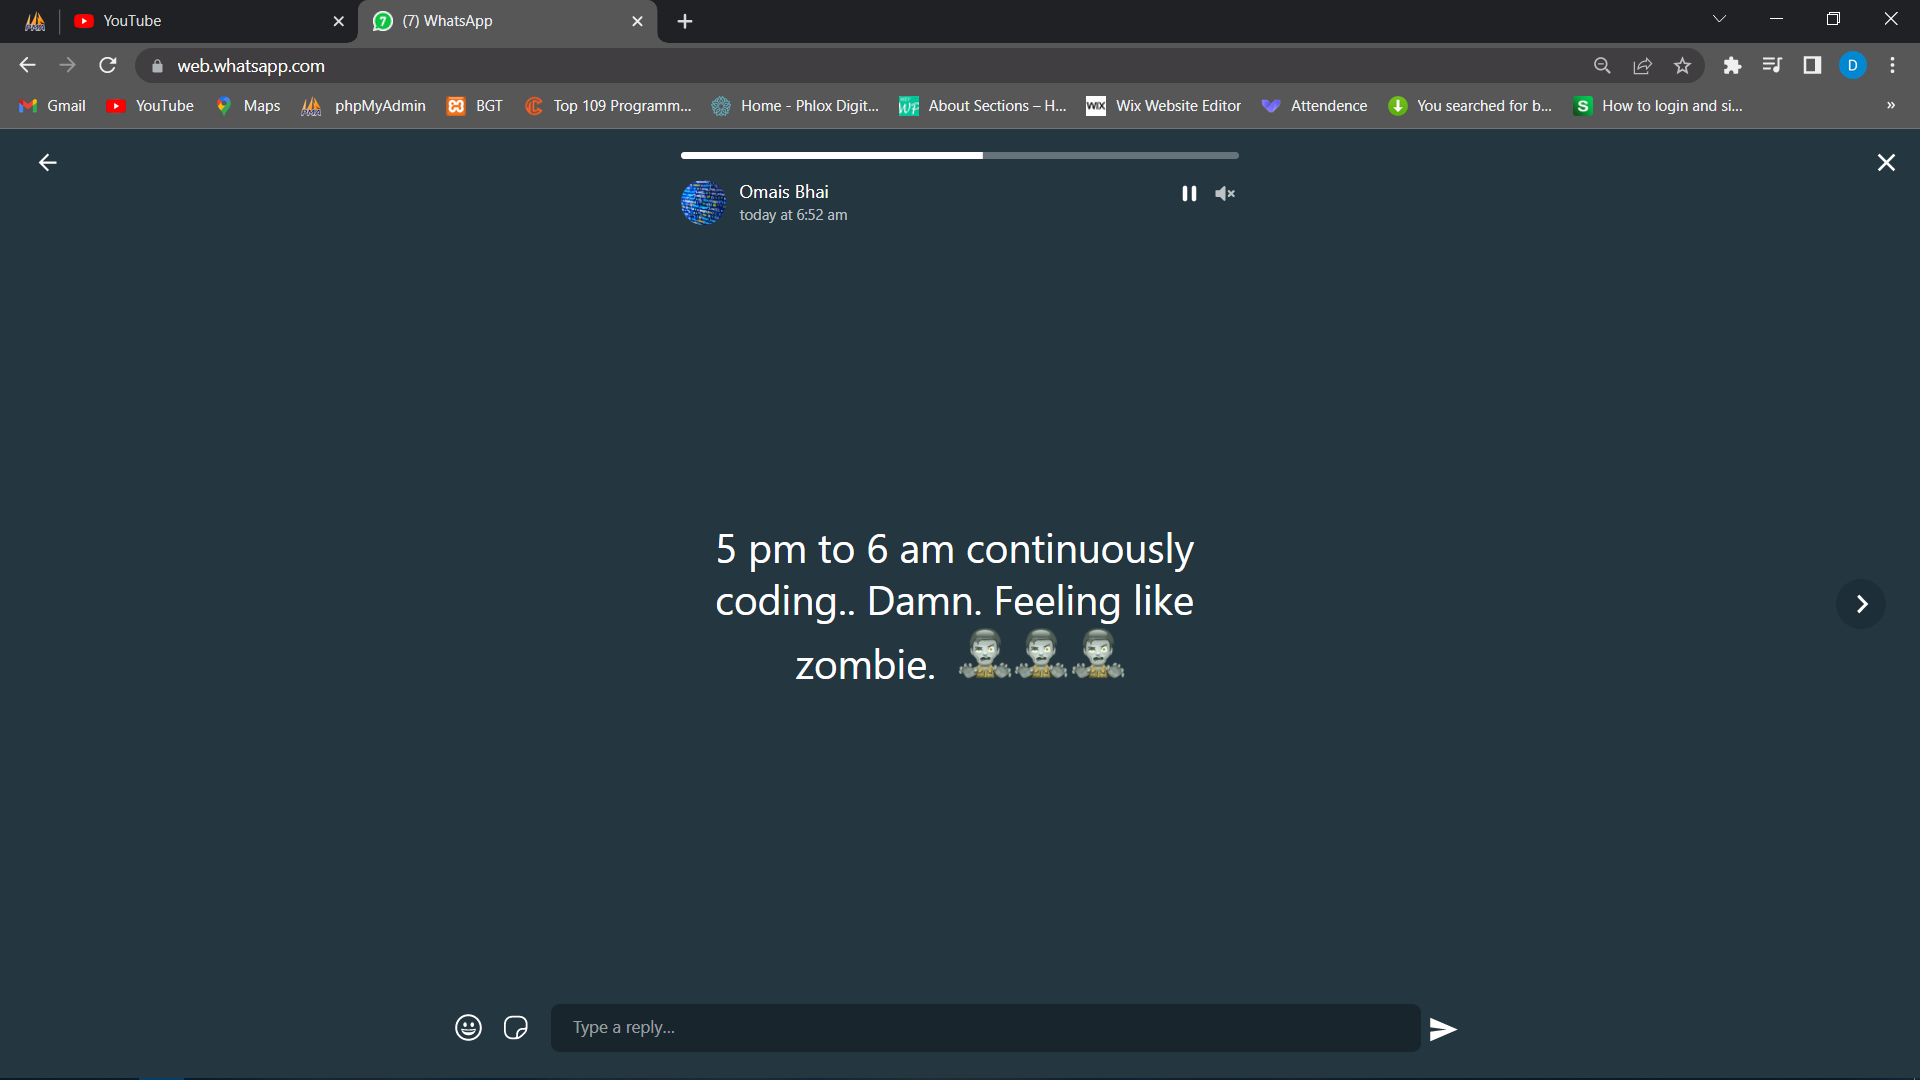 YouTube
(7) WhatsApp
web.whatsapp.com
D
Gmail
YouTube
Maps
phpMyAdmin
BGT
Top 109 Programm...
Home - Phlox Digit...
About Sections – H...
WIX Wix Website Editor
Attendence
You searched for b...
S How to login and si...
»
Omais Bhai
today at 6:52 am
5 pm to 6 am continuously
coding.. Damn. Feeling like
zombie. 🧟‍♂️🧟‍♂️🧟‍♂️
Type a reply...